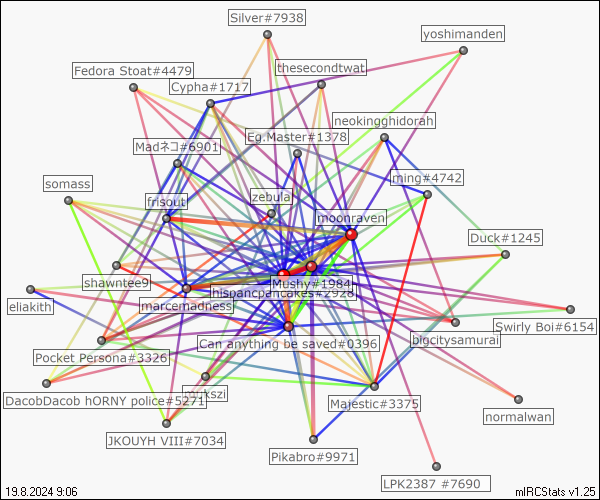 Silver#7938
yoshimanden
thesecondtwat
Fedora Stoat#4479
Cypha#1717
neokingghidorah
Eg.Master#1378
Madネコ#6901
ming#4742
somass
zebula
frisout
moonraven
Duck#1245
shawntee9
Mushy#1984
hispancpancakes#2928
eliakith
marcemadness
Swirly Boi#6154
Can anything be saved#0396
bigcitysamurai
Pocket Persona#3326
DacobDacob hORNY police#5271
Majestic#3375
normalwan
JKOUYH VIII#7034
Pikabro#9971
LPK2387 #7690
19.8.2024 9:06
mIRCStats v1.25